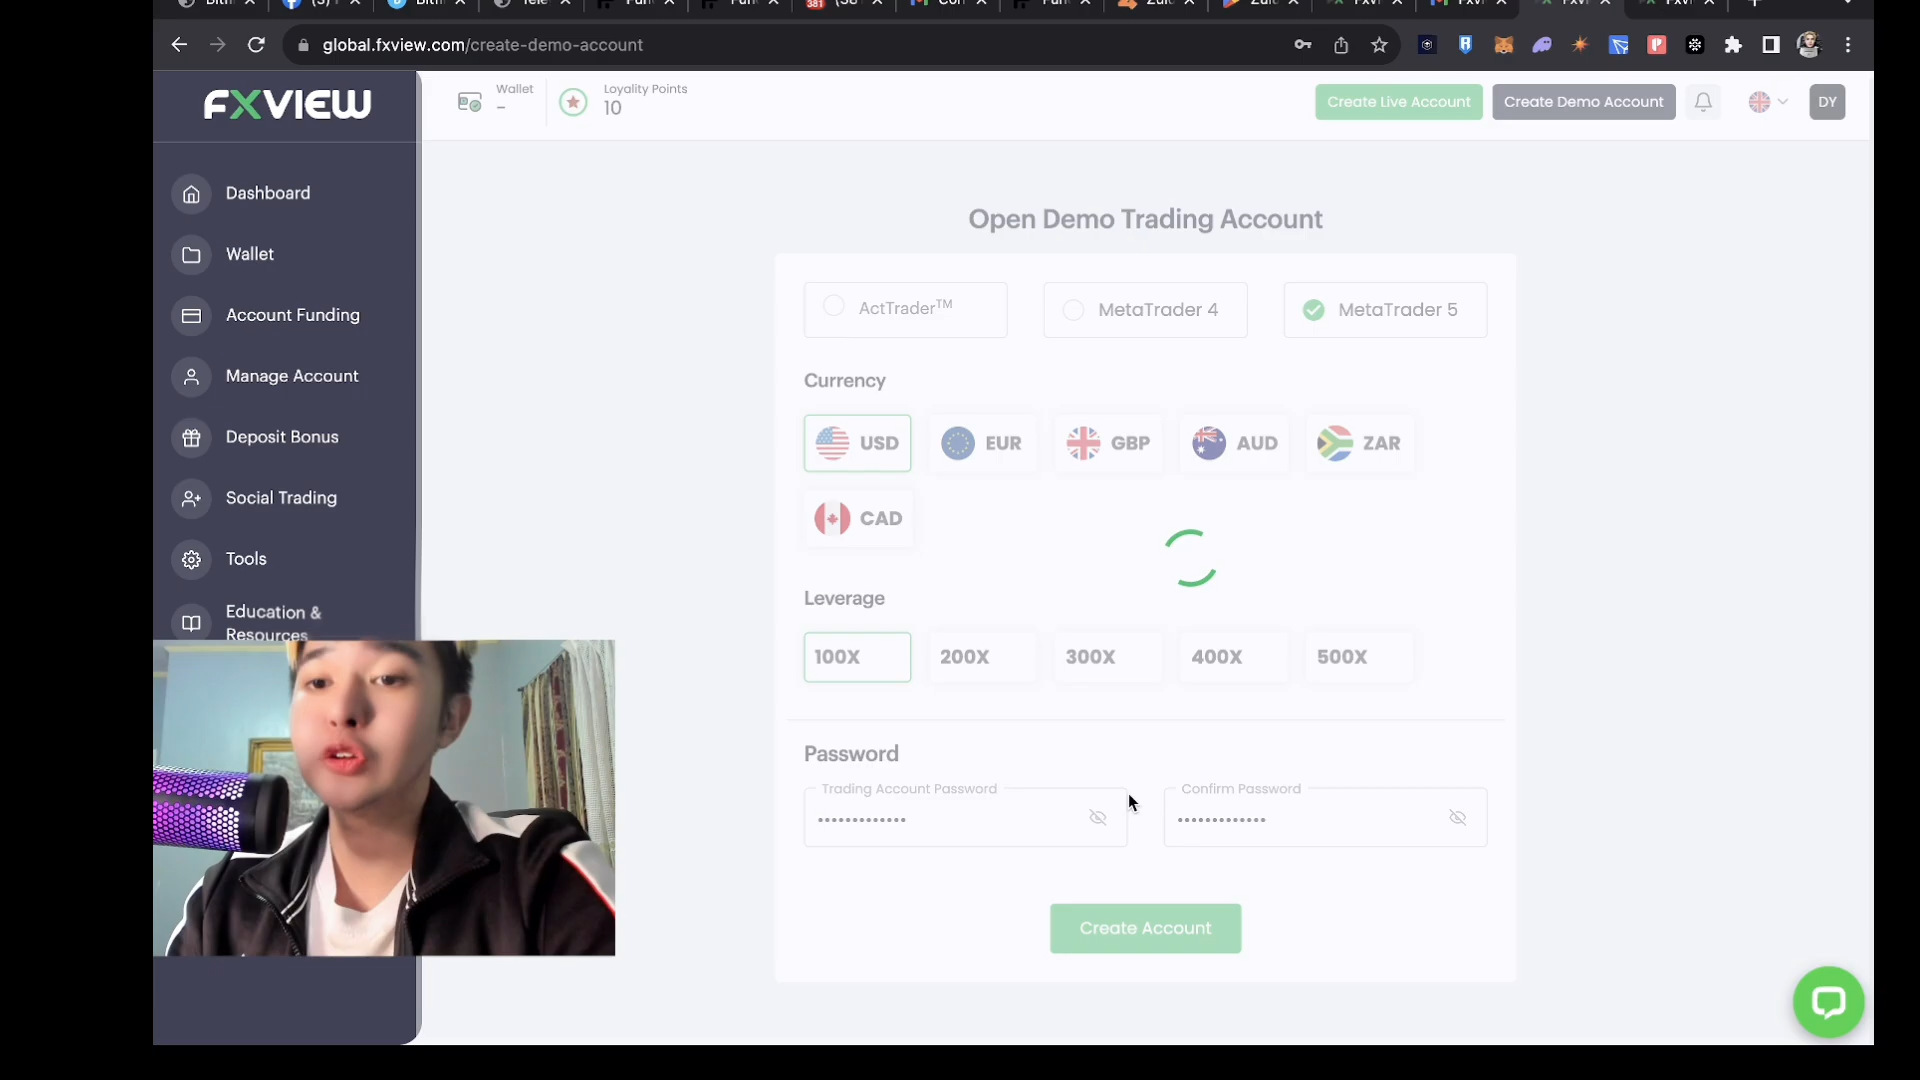 381
global.fxview.com/create-demo-account
FXVIEW
Wallet
–
Loyality Points
10
Create Live Account
Create Demo Account
DY
Dashboard
Wallet
Account Funding
Manage Account
Deposit Bonus
Social Trading
Tools
Education &
Resources
Open Demo Trading Account
ActTrader™
MetaTrader 4
MetaTrader 5
Currency
USD
EUR
GBP
AUD
ZAR
CAD
Leverage
100X
200X
300X
400X
500X
Password
Trading Account Password
•••••••••••••
Confirm Password
•••••••••••••
Create Account